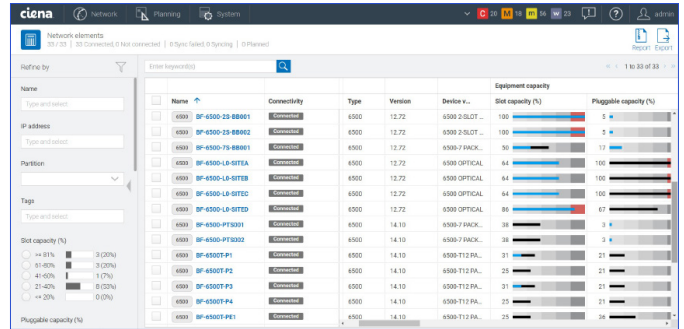 ciena Network Planning System C 20 M 18 m 56 w 23 admin
Network elements
33 / 33 | 33 Connected, 0 Not connected | 0 Sync failed, 0 Syncing | 0 Planned
Report Export
Refine by
Enter keyword(s)
1 to 33 of 33
Name
Type and select
IP address
Type and select
Partition
Tags
Type and select
Slot capacity (%)
>= 81% 3 (20%)
61-80% 3 (20%)
41-60% 1 (7%)
21-40% 8 (53%)
<= 20% 0 (0%)
Pluggable capacity (%)
Equipment capacity
Name Connectivity Type Version Device v... Slot capacity (%) Pluggable capacity (%)
6500 BF-6500-2S-BB001 Connected 6500 12.72 6500 2-SLOT ... 100 5
6500 BF-6500-2S-BB002 Connected 6500 12.72 6500 2-SLOT ... 100 5
6500 BF-6500-7S-BB001 Connected 6500 12.72 6500-7 PACK... 50 17
6500 BF-6500-L0-SITEA Connected 6500 12.72 6500 OPTICAL 64 100
6500 BF-6500-L0-SITEB Connected 6500 12.72 6500 OPTICAL 64 100
6500 BF-6500-L0-SITEC Connected 6500 12.72 6500 OPTICAL 64 100
6500 BF-6500-L0-SITED Connected 6500 12.72 6500 OPTICAL 86 67
6500 BF-6500-PTS001 Connected 6500 14.10 6500-7 PACK... 38 3
6500 BF-6500-PTS002 Connected 6500 14.10 6500-7 PACK... 38 3
6500 BF-6500T-P1 Connected 6500 14.10 6500-T12 PA... 31 21
6500 BF-6500T-P2 Connected 6500 14.10 6500-T12 PA... 25 21
6500 BF-6500T-P3 Connected 6500 14.10 6500-T12 PA... 31 21
6500 BF-6500T-P4 Connected 6500 14.10 6500-T12 PA... 25 21
6500 BF-6500T-PE1 Connected 6500 14.10 6500-T12 PA... 25 36